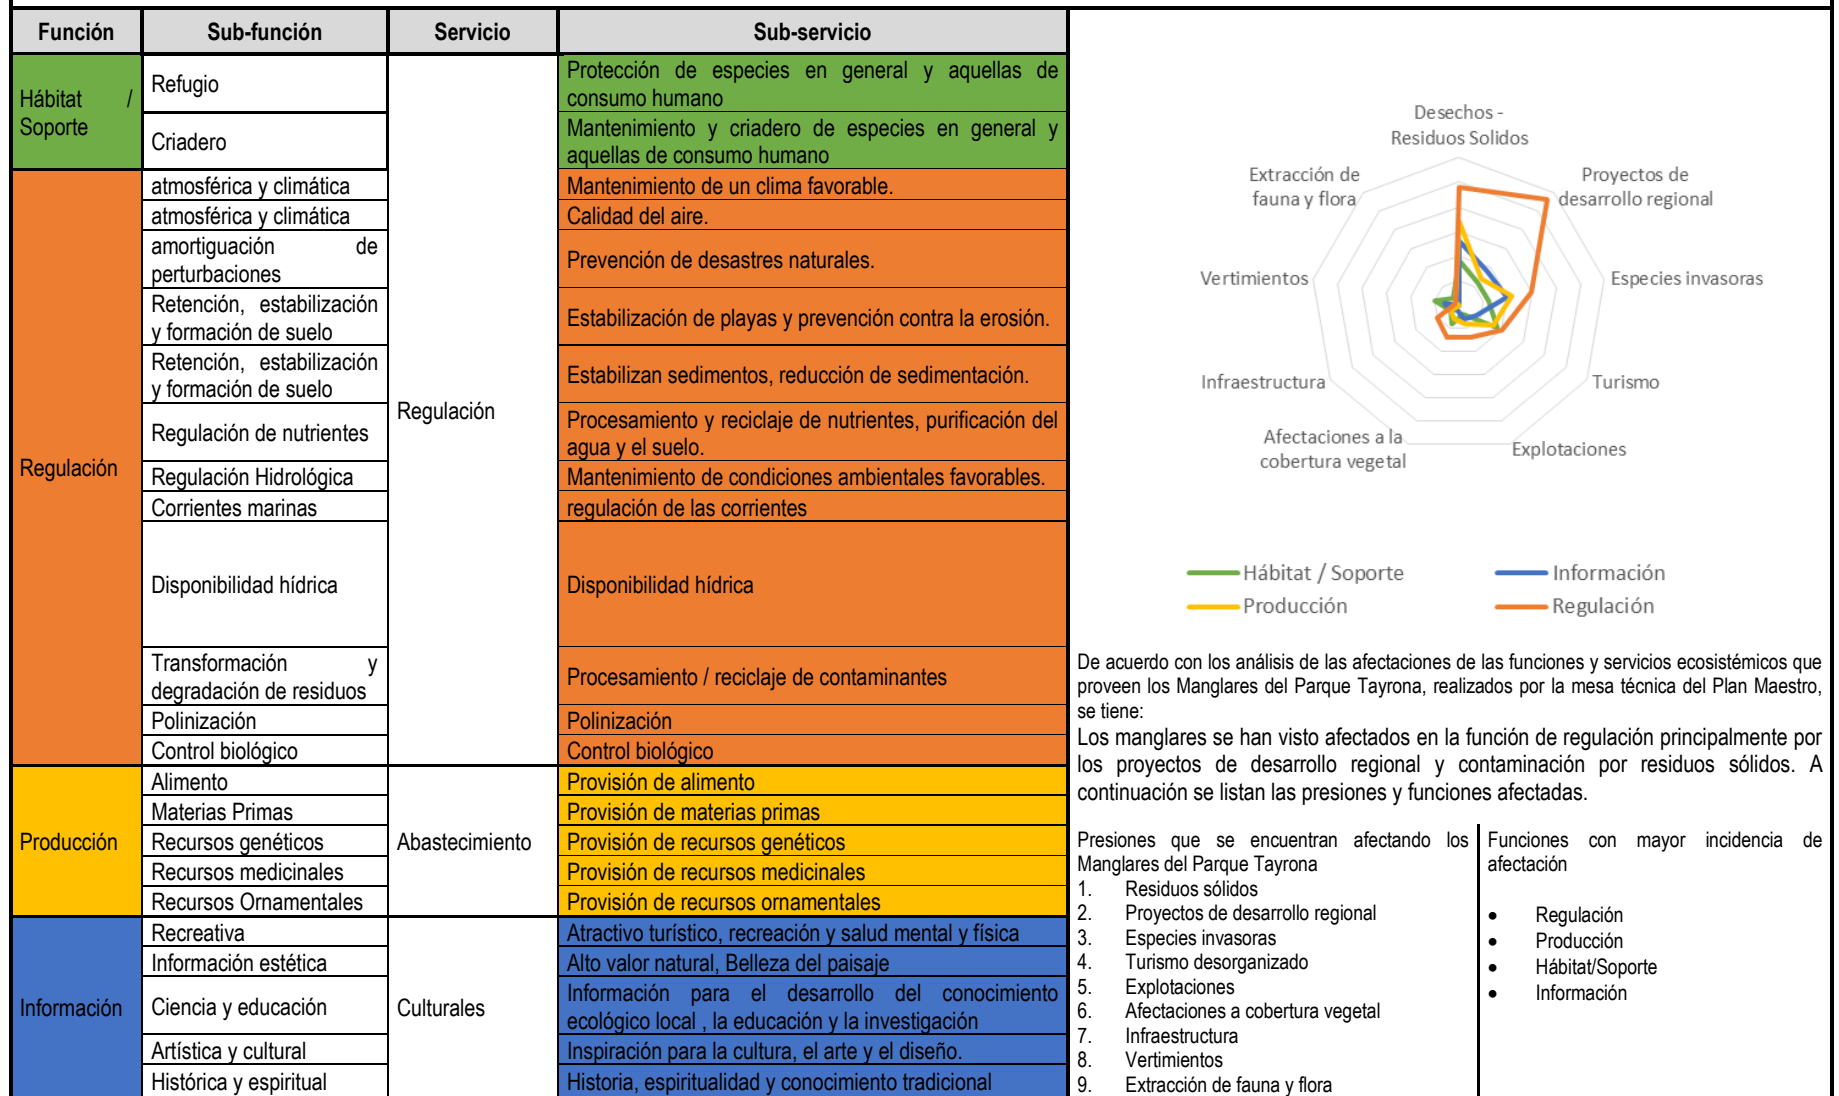 Función Sub-función Servicio Sub-servicio
Hábitat /
Soporte
Refugio
Protección de especies en general y aquellas de
consumo humano
Criadero
Mantenimiento y criadero de especies en general y
aquellas de consumo humano
Regulación
Regulación
atmosférica y climática
Mantenimiento de un clima favorable.
atmosférica y climática
Calidad del aire.
amortiguación de
perturbaciones
Prevención de desastres naturales.
Retención, estabilización
y formación de suelo
Estabilización de playas y prevención contra la erosión.
Retención, estabilización
y formación de suelo
Estabilizan sedimentos, reducción de sedimentación.
Regulación de nutrientes
Procesamiento y reciclaje de nutrientes, purificación del
agua y el suelo.
Regulación Hidrológica
Mantenimiento de condiciones ambientales favorables.
Corrientes marinas
regulación de las corrientes
Disponibilidad hídrica
Disponibilidad hídrica
Transformación y
degradación de residuos
Procesamiento / reciclaje de contaminantes
Polinización
Polinización
Control biológico
Control biológico
Producción
Abastecimiento
Alimento
Provisión de alimento
Materias Primas
Provisión de materias primas
Recursos genéticos
Provisión de recursos genéticos
Recursos medicinales
Provisión de recursos medicinales
Recursos Ornamentales
Provisión de recursos ornamentales
Información
Culturales
Recreativa
Atractivo turístico, recreación y salud mental y física
Información estética
Alto valor natural, Belleza del paisaje
Ciencia y educación
Información para el desarrollo del conocimiento
ecológico local , la educación y la investigación
Artística y cultural
Inspiración para la cultura, el arte y el diseño.
Histórica y espiritual
Historia, espiritualidad y conocimiento tradicional
Desechos -
Residuos Solidos
Proyectos de
desarrollo regional
Especies invasoras
Turismo
Explotaciones
Afectaciones a la
cobertura vegetal
Infraestructura
Vertimientos
Extracción de
fauna y flora
Hábitat / Soporte
Información
Producción
Regulación
De acuerdo con los análisis de las afectaciones de las funciones y servicios ecosistémicos que
proveen los Manglares del Parque Tayrona, realizados por la mesa técnica del Plan Maestro,
se tiene:
Los manglares se han visto afectados en la función de regulación principalmente por
los proyectos de desarrollo regional y contaminación por residuos sólidos. A
continuación se listan las presiones y funciones afectadas.
Presiones que se encuentran afectando los
Manglares del Parque Tayrona
1. Residuos sólidos
2. Proyectos de desarrollo regional
3. Especies invasoras
4. Turismo desorganizado
5. Explotaciones
6. Afectaciones a cobertura vegetal
7. Infraestructura
8. Vertimientos
9. Extracción de fauna y flora
Funciones con mayor incidencia de
afectación
• Regulación
• Producción
• Hábitat/Soporte
• Información